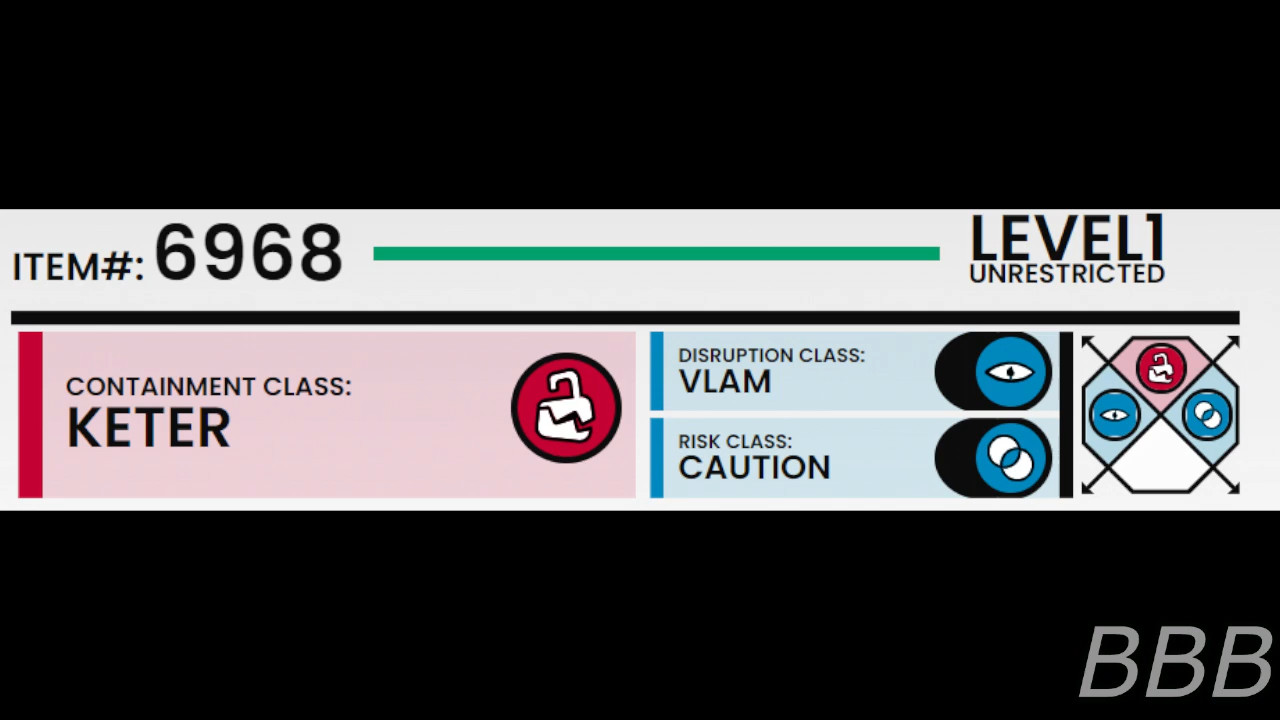 ITEM#: 6968
LEVEL1
UNRESTRICTED
CONTAINMENT CLASS:
KETER
DISRUPTION CLASS:
VLAM
RISK CLASS:
CAUTION
BBB